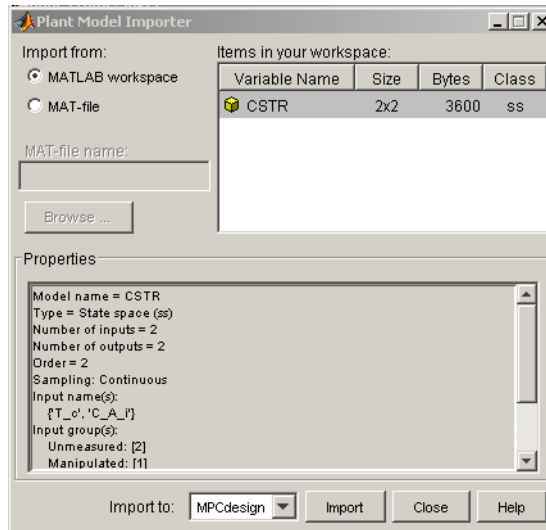 Plant Model Importer
Import from:
MATLAB workspace
MAT-file
MAT-file name:
Browse ...
Items in your workspace:
Variable Name Size Bytes Class
CSTR 2x2 3600 ss
Properties
Model name = CSTR
Type = State space (ss)
Number of inputs = 2
Number of outputs = 2
Order = 2
Sampling: Continuous
Input name(s):
{'T_c', 'C_A_i'}
Input group(s):
Unmeasured: [2]
Manipulated: [1]
Import to: MPCdesign Import Close Help